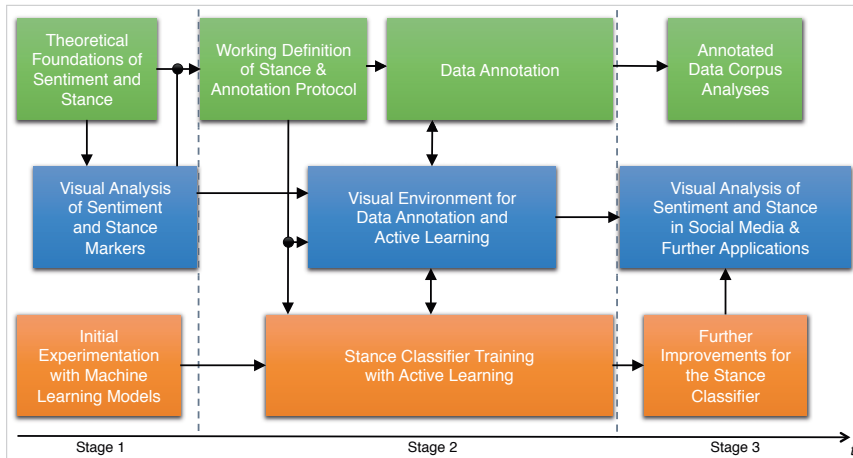 Theoretical
Foundations of
Sentiment and
Stance
Working Definition
of Stance &
Annotation Protocol
Data Annotation
Annotated
Data Corpus
Analyses
Visual Analysis
of Sentiment
and Stance
Markers
Visual Environment for
Data Annotation and
Active Learning
Visual Analysis of
Sentiment and Stance
in Social Media &
Further Applications
Initial
Experimentation
with Machine
Learning Models
Stance Classifier Training
with Active Learning
Further
Improvements for
the Stance
Classifier
Stage 1
Stage 2
Stage 3
t